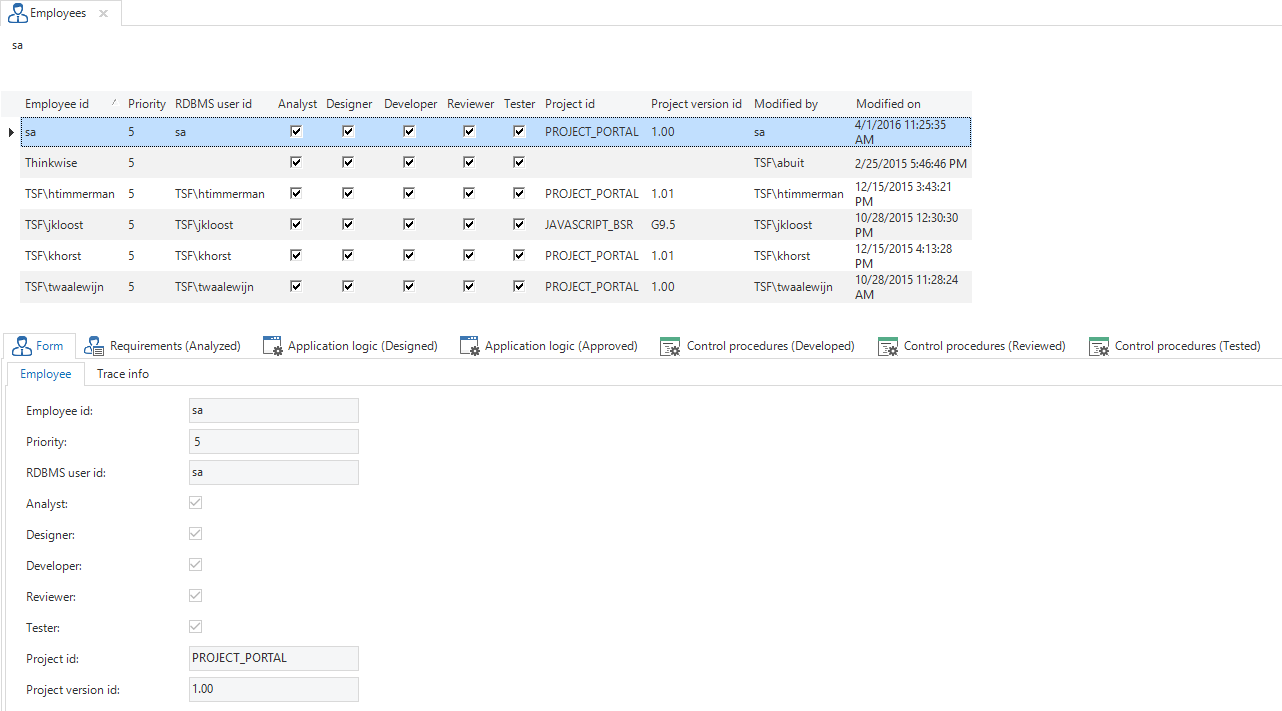 Employees
sa
Employee id Priority RDBMS user id Analyst Designer Developer Reviewer Tester Project id Project version id Modified by Modified on
sa 5 sa PROJECT_PORTAL 1.00 sa 4/1/2016 11:25:35 AM
Thinkwise 5 TSF\abuit 2/25/2015 5:46:46 PM
TSF\htimmerman 5 TSF\htimmerman PROJECT_PORTAL 1.01 TSF\htimmerman 12/15/2015 3:43:21 PM
TSF\jkloost 5 TSF\jkloost JAVASCRIPT_BSR G9.5 TSF\jkloost 10/28/2015 12:30:30 PM
TSF\khorst 5 TSF\khorst PROJECT_PORTAL 1.01 TSF\khorst 12/15/2015 4:13:28 PM
TSF\twaalewijn 5 TSF\twaalewijn PROJECT_PORTAL 1.00 TSF\twaalewijn 10/28/2015 11:28:24 AM
Form Requirements (Analyzed) Application logic (Designed) Application logic (Approved) Control procedures (Developed) Control procedures (Reviewed) Control procedures (Tested)
Employee Trace info
Employee id: sa
Priority: 5
RDBMS user id: sa
Analyst:
Designer:
Developer:
Reviewer:
Tester:
Project id: PROJECT_PORTAL
Project version id: 1.00